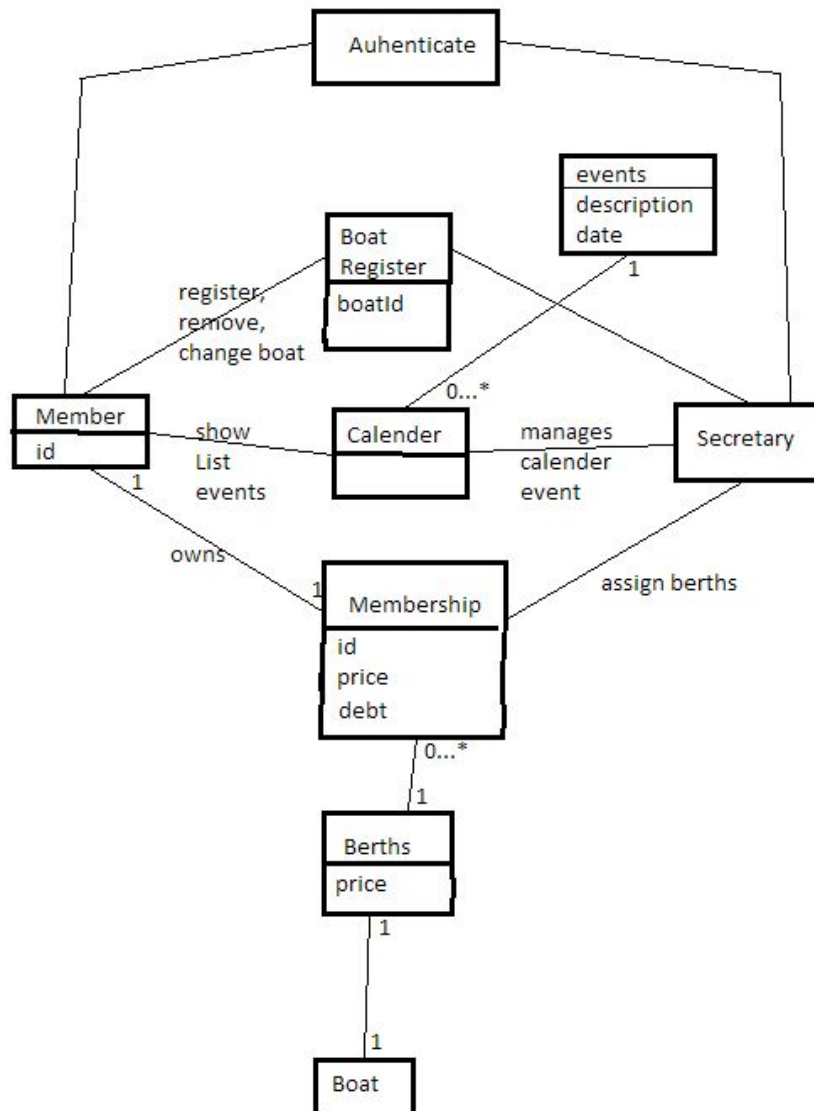 Auhenticate
events
description
date
1
Boat
Register
boatId
register,
remove,
change boat
0...*
Member
id
1
show
List
events
Calender
manages
calender
event
Secretary
owns
assign berths
1
Membership
id
price
debt
0...*
1
Berths
price
1
1
Boat